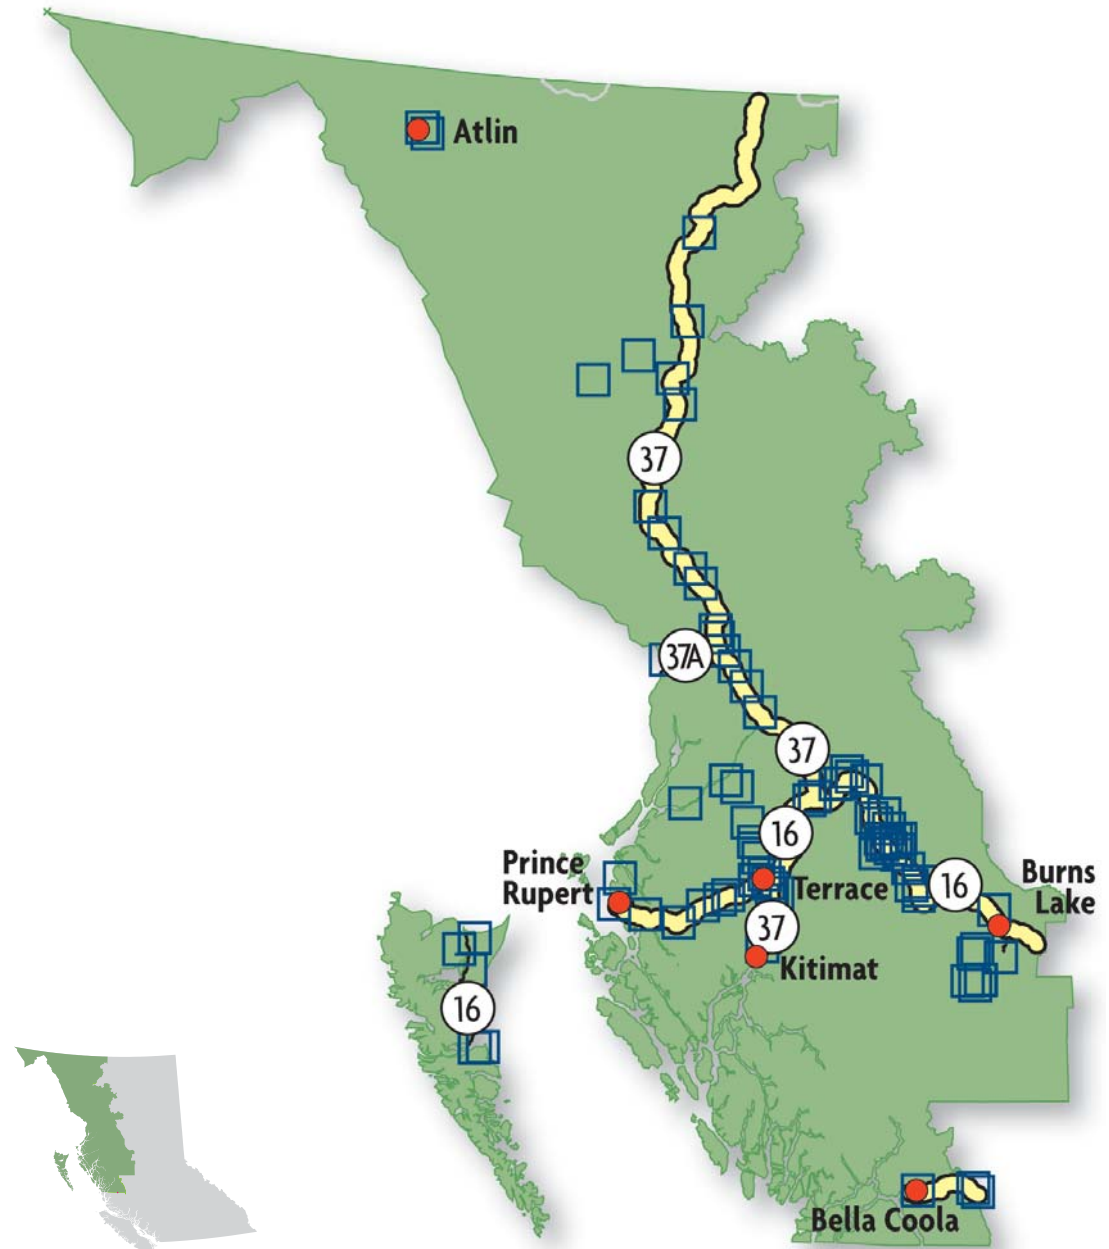 Atlin
37
37A
37
16
Prince
Rupert
Terrace
16
Burns
Lake
37
Kitimat
16
Bella Coola